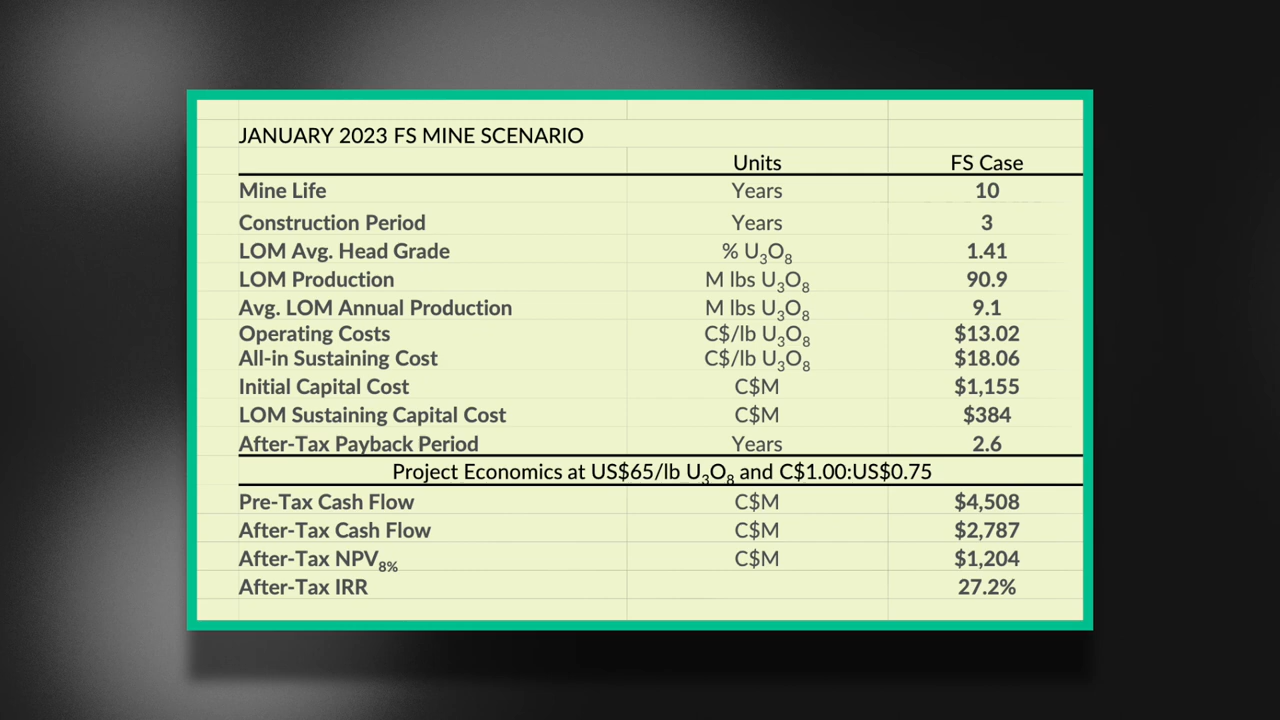 JANUARY 2023 FS MINE SCENARIO
Units FS Case
Mine Life Years 10
Construction Period Years 3
LOM Avg. Head Grade % U₃O₈ 1.41
LOM Production M lbs U₃O₈ 90.9
Avg. LOM Annual Production M lbs U₃O₈ 9.1
Operating Costs C$/lb U₃O₈ $13.02
All-in Sustaining Cost C$/lb U₃O₈ $18.06
Initial Capital Cost C$M $1,155
LOM Sustaining Capital Cost C$M $384
After-Tax Payback Period Years 2.6
Project Economics at US$65/lb U₃O₈ and C$1.00:US$0.75
Pre-Tax Cash Flow C$M $4,508
After-Tax Cash Flow C$M $2,787
After-Tax NPV₈% C$M $1,204
After-Tax IRR 27.2%